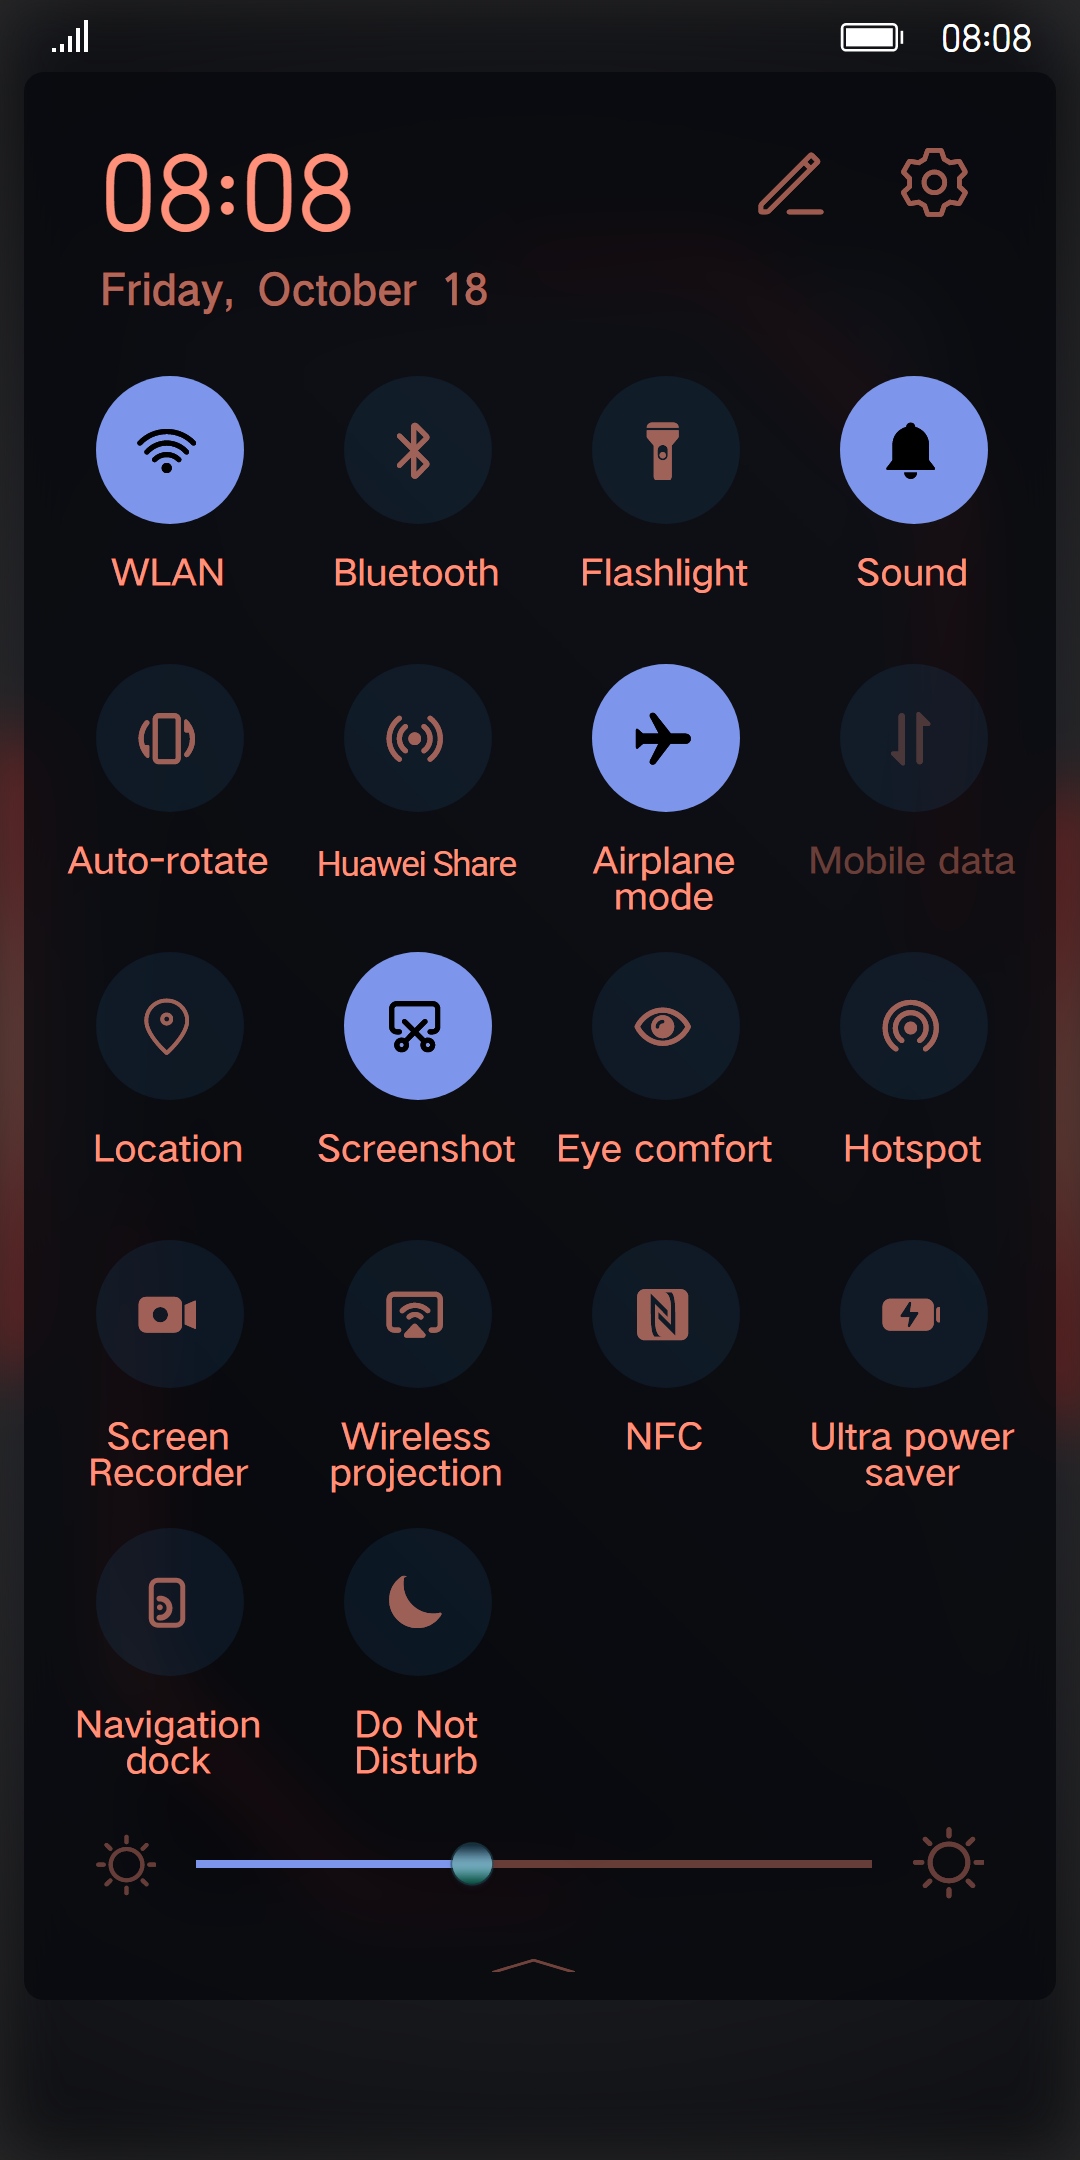 08:08
08:08
Friday, October 18
WLAN
Bluetooth
Flashlight
Sound
Auto-rotate
Huawei Share
Airplane
mode
Mobile data
Location
Screenshot
Eye comfort
Hotspot
Screen
Recorder
Wireless
projection
NFC
Ultra power
saver
Navigation
dock
Do Not
Disturb